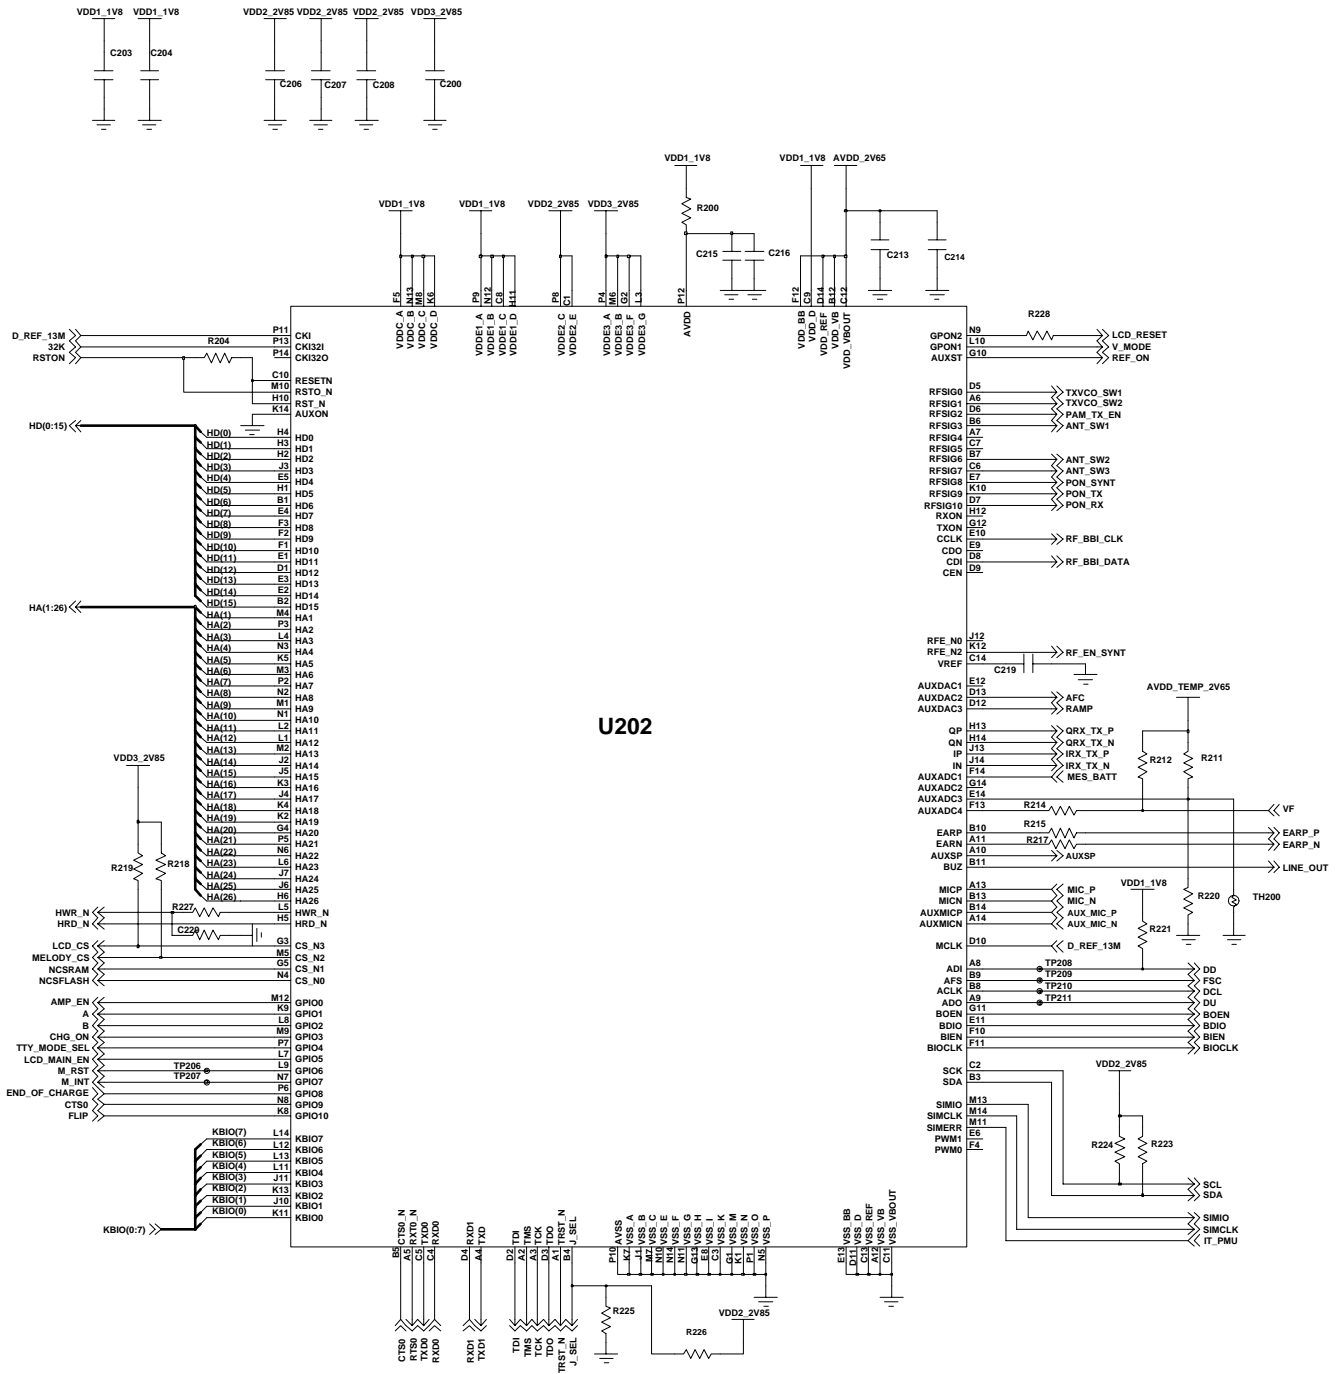 VDD1_1V8 VDD1_1V8 VDD2_2V85 VDD2_2V85 VDD2_2V85 VDD3_2V85
C203 C204 C206 C207 C208 C200
VDD1_1V8 VDD1_1V8 AVDD_2V65
VDD1_1V8 VDD1_1V8 VDD2_2V85 VDD3_2V85
R200 C215 C216 C213 C214
F5 N13 M8 K6 P9 N12 C8 H11 P8 C1 P4 M6 G2 L3 P12 F12 C9 D14 B12 C12
VDDC_A VDDC_B VDDC_C VDDC_D VDDE1_A VDDE1_B VDDE1_C VDDE1_D VDDE2_C VDDE2_E VDDE3_A VDDE3_B VDDE3_F VDDE3_G AVDD VDD_BB VDD_D VDD_REF VDD_VB VDD_VBOUT
D_REF_13M P11 CKI
32K P13 CKI32I
RSTON R204 P14 CKI32O
C10 RESETN
M10 RSTO_N
H10 RST_N
K14 AUXON
HD(0:15)
HD(0) H4 HD0
HD(1) H3 HD1
HD(2) H2 HD2
HD(3) J3 HD3
HD(4) E5 HD4
HD(5) H1 HD5
HD(6) B1 HD6
HD(7) E4 HD7
HD(8) F3 HD8
HD(9) F2 HD9
HD(10) F1 HD10
HD(11) E1 HD11
HD(12) D1 HD12
HD(13) E3 HD13
HD(14) E2 HD14
HD(15) B2 HD15
HA(1:26)
HA(1) M4 HA1
HA(2) P3 HA2
HA(3) L4 HA3
HA(4) N3 HA4
HA(5) K5 HA5
HA(6) M3 HA6
HA(7) P2 HA7
HA(8) N2 HA8
HA(9) M1 HA9
HA(10) N1 HA10
HA(11) L2 HA11
HA(12) L1 HA12
HA(13) M2 HA13
HA(14) J2 HA14
HA(15) J5 HA15
HA(16) K3 HA16
HA(17) J4 HA17
HA(18) K4 HA18
HA(19) K2 HA19
HA(20) G4 HA20
HA(21) P5 HA21
HA(22) N6 HA22
HA(23) L6 HA23
HA(24) J7 HA24
HA(25) J6 HA25
HA(26) H6 HA26
VDD3_2V85
R219 R218
HWR_N R227 L5 HWR_N
HRD_N H5 HRD_N
C220
LCD_CS G3 CS_N3
MELODY_CS M5 CS_N2
NCSRAM G5 CS_N1
NCSFLASH N4 CS_N0
AMP_EN M12 GPIO0
A K9 GPIO1
B L8 GPIO2
CHG_ON M9 GPIO3
TTY_MODE_SEL P7 GPIO4
LCD_MAIN_EN L7 GPIO5
M_RST TP206 L9 GPIO6
M_INT TP207 N7 GPIO7
END_OF_CHARGE P6 GPIO8
CTS0 N8 GPIO9
FLIP K8 GPIO10
KBIO(7) L14 KBIO7
KBIO(6) L12 KBIO6
KBIO(5) L13 KBIO5
KBIO(4) L11 KBIO4
KBIO(3) J11 KBIO3
KBIO(2) K13 KBIO2
KBIO(1) J10 KBIO1
KBIO(0) K11 KBIO0
KBIO(0:7)
U202
GPON2 N9 R228 LCD_RESET
GPON1 L10 V_MODE
AUXST G10 REF_ON
RFSIG0 D5 TXVCO_SW1
RFSIG1 A6 TXVCO_SW2
RFSIG2 D6 PAM_TX_EN
RFSIG3 B6 ANT_SW1
RFSIG4 A7
RFSIG5 C7
RFSIG6 B7 ANT_SW2
RFSIG7 C6 ANT_SW3
RFSIG8 E7 PON_SYNT
RFSIG9 K10 PON_TX
RFSIG10 D7 PON_RX
RXON H12
TXON G12
CCLK E10 RF_BBI_CLK
CDO E9
CDI D8 RF_BBI_DATA
CEN D9
RFE_N0 J12
RFE_N2 K12 RF_EN_SYNT
VREF C14 C219
AUXDAC1 E12
AUXDAC2 D13 AFC
AUXDAC3 D12 RAMP
AVDD_TEMP_2V65
QP H13 QRX_TX_P
QN H14 QRX_TX_N
IP J13 IRX_TX_P
IN J14 IRX_TX_N
R212 R211
AUXADC1 F14 MES_BATT
AUXADC2 G14
AUXADC3 E14
AUXADC4 F13 R214 VF
EARP B10 R215 EARP_P
EARN A11 R217 EARP_N
AUXSP A10 AUXSP
BUZ B11 LINE_OUT
MICP A13 MIC_P
MICN B13 MIC_N
AUXMICP B14 AUX_MIC_P
AUXMICN A14 AUX_MIC_N
VDD1_1V8
R220 TH200
R221
MCLK D10 D_REF_13M
ADI A8 TP208 DD
AFS B9 TP209 FSC
ACLK B8 TP210 DCL
ADO A9 TP211 DU
BOEN G11 BOEN
BDIO E11 BDIO
BIEN F10 BIEN
BIOCLK F11 BIOCLK
VDD2_2V85
SCK C2
SDA B3
SIMIO M13
SIMCLK M14
SIMERR M11
PWM1 E6
PWM0 F4
R224 R223
SCL
SDA
SIMIO
SIMCLK
IT_PMU
CTS0_N RXT0_N TXD0 RXD0 RXD1 TXD TDI TMS TCK TDO TRST_N J_SEL AVSS VSS_A VSS_B VSS_C VSS_E VSS_F VSS_G VSS_H VSS_I VSS_K VSS_M VSS_N VSS_O VSS_P VSS_BB VSS_D VSS_REF VSS_VB VSS_VBOUT
B5 A5 C5 C4 D4 A4 D2 A2 A3 D3 A1 B4 P10 K7 J1 M7 N10 N14 N11 G13 E8 C3 G1 K1 P1 N5 E13 D11 C13 A12 C11
R225 R226 VDD2_2V85
CTS0 RTS0 TXD0 RXD0 RXD1 TXD1 TDI TMS TCK TDO TRST_N J_SEL